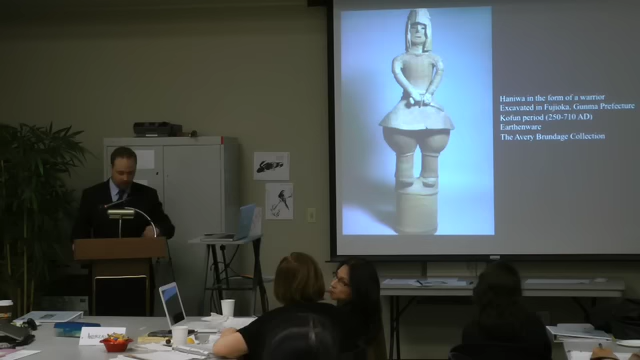 Haniwa in the form of a warrior
Excavated in Fujioka, Gunma Prefecture
Kofun period (250-710 AD)
Earthenware
The Avery Brundage Collection